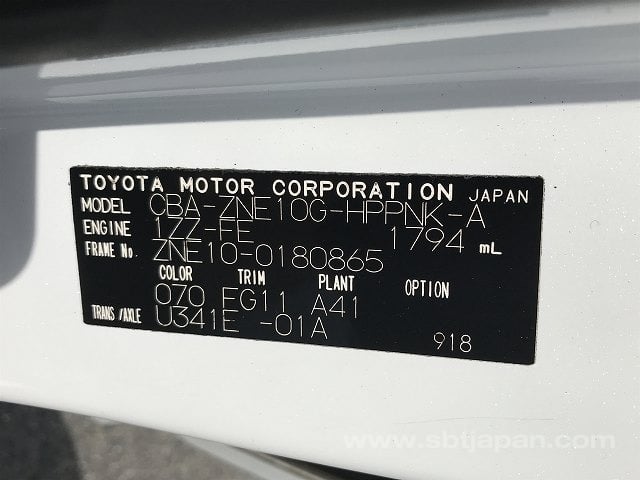 TOYOTA MOTOR CORPORATION JAPAN
MODEL CBA-ZNE10G-HPPNK-A
ENGINE 1ZZ-FE 1794 mL
FRAME No. ZNE10-0180865
COLOR TRIM PLANT OPTION
070 FG11 A41
TRANS/AXLE U341E -01A
918
www.sbtjapan.com